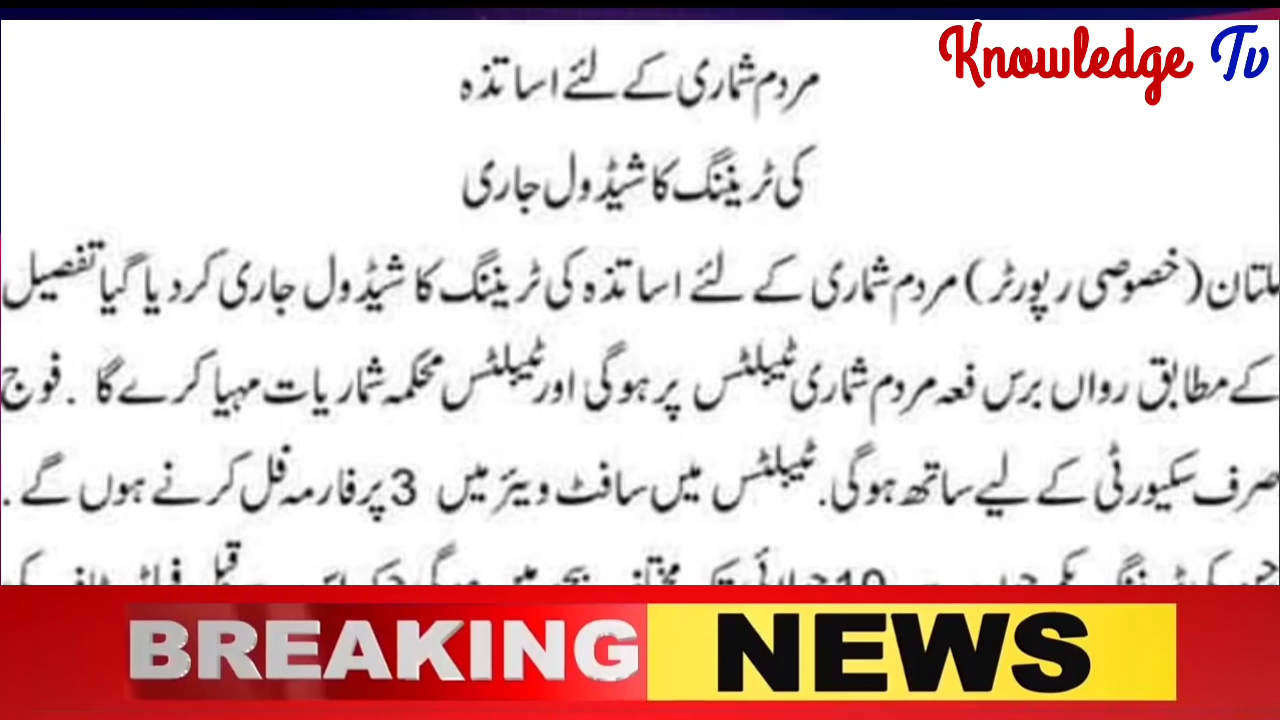 Knowledge Tv
مردم شماری کے لئے اساتذہ
کی ٹریننگ کا شیڈول جاری
ملتان (خصوصی رپورٹر) مردم شماری کے لئے اساتذہ کی ٹریننگ کا شیڈول جاری کر دیا گیا تفصیل
کے مطابق رواں برس فعہ مردم شماری ٹیبلٹس پر ہوگی اور ٹیبلٹس محکمہ شماریات مہیا کرے گا . فوج
صرف سکیورٹی کے لیے ساتھ ہوگی. ٹیبلٹس میں سافٹ ویئر میں 3 پرفارمہ فل کرنے ہوں گے .
BREAKING NEWS